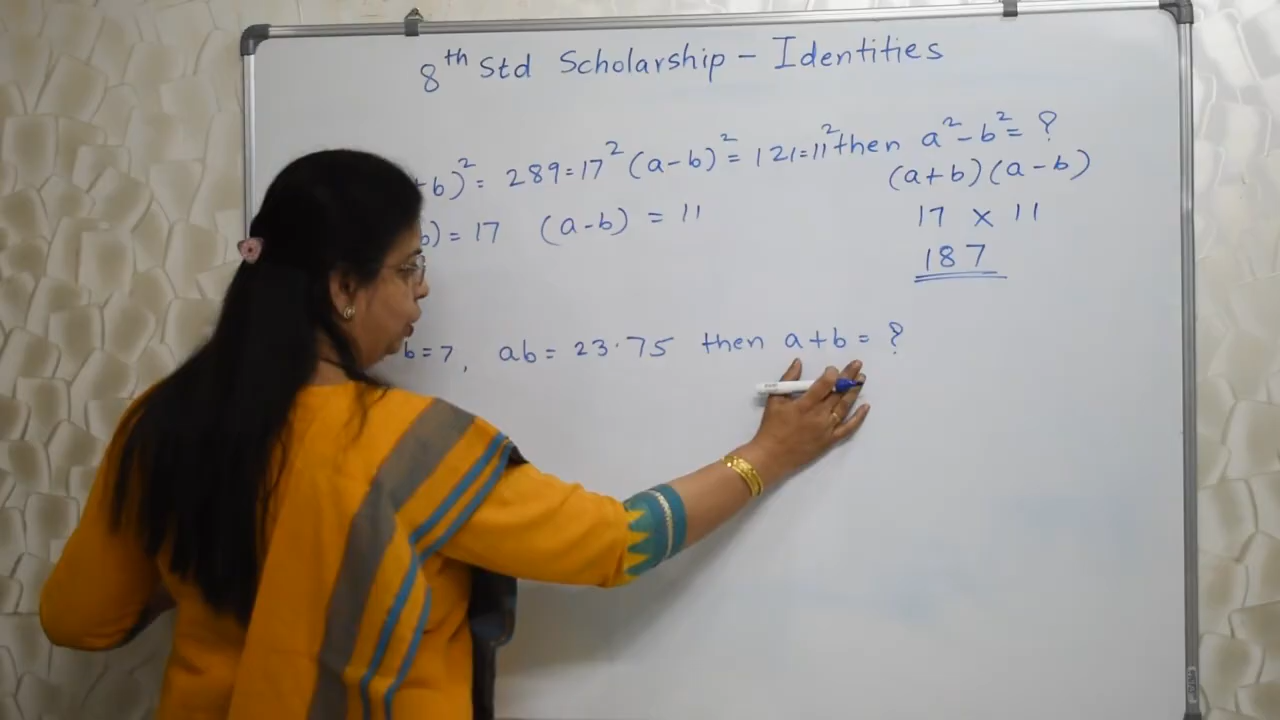 8th Std Scholarship - Identities
b)² = 289 = 17² (a-b)² = 121 = 11² then a² - b² = ?
(a+b)(a-b)
b) = 17 (a-b) = 11
17 x 11
187
b = 7, ab = 23.75 then a+b = ?